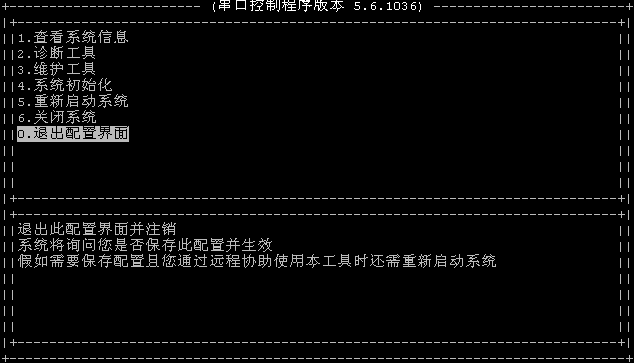 (串口控制程序版本 5.6.1036)
1.查看系统信息
2.诊断工具
3.维护工具
4.系统初始化
5.重新启动系统
6.关闭系统
0.退出配置界面
退出此配置界面并注销
系统将询问您是否保存此配置并生效
假如需要保存配置且您通过远程协助使用本工具时还需重新启动系统